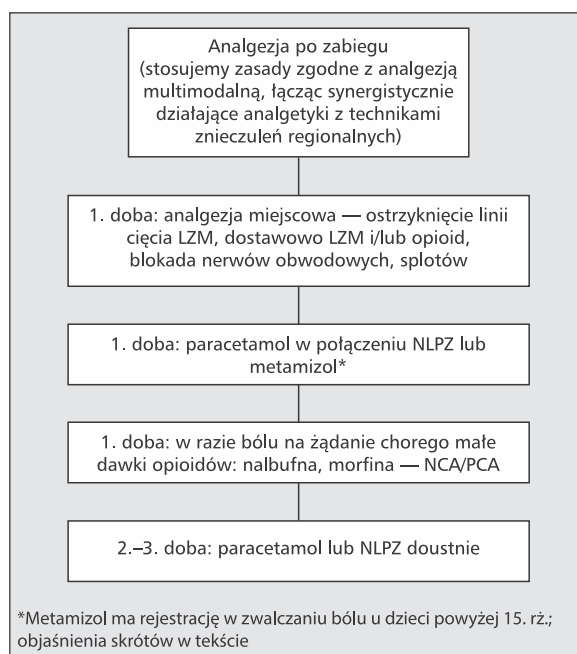 Analgezja po zabiegu
(stosujemy zasady zgodne z analgezją
multimodalną, łącząc synergistycznie
działające analgetyki z technikami
znieczuleń regionalnych)
1. doba: analgezja miejscowa — ostrzyknięcie linii
cięcia LZM, dostawowo LZM i/lub opioid,
blokada nerwów obwodowych, splotów
1. doba: paracetamol w połączeniu NLPZ lub
metamizol*
1. doba: w razie bólu na żądanie chorego małe
dawki opioidów: nalbufna, morfina — NCA/PCA
2.–3. doba: paracetamol lub NLPZ doustnie
*Metamizol ma rejestrację w zwalczaniu bólu u dzieci powyżej 15. rż.;
objaśnienia skrótów w tekście